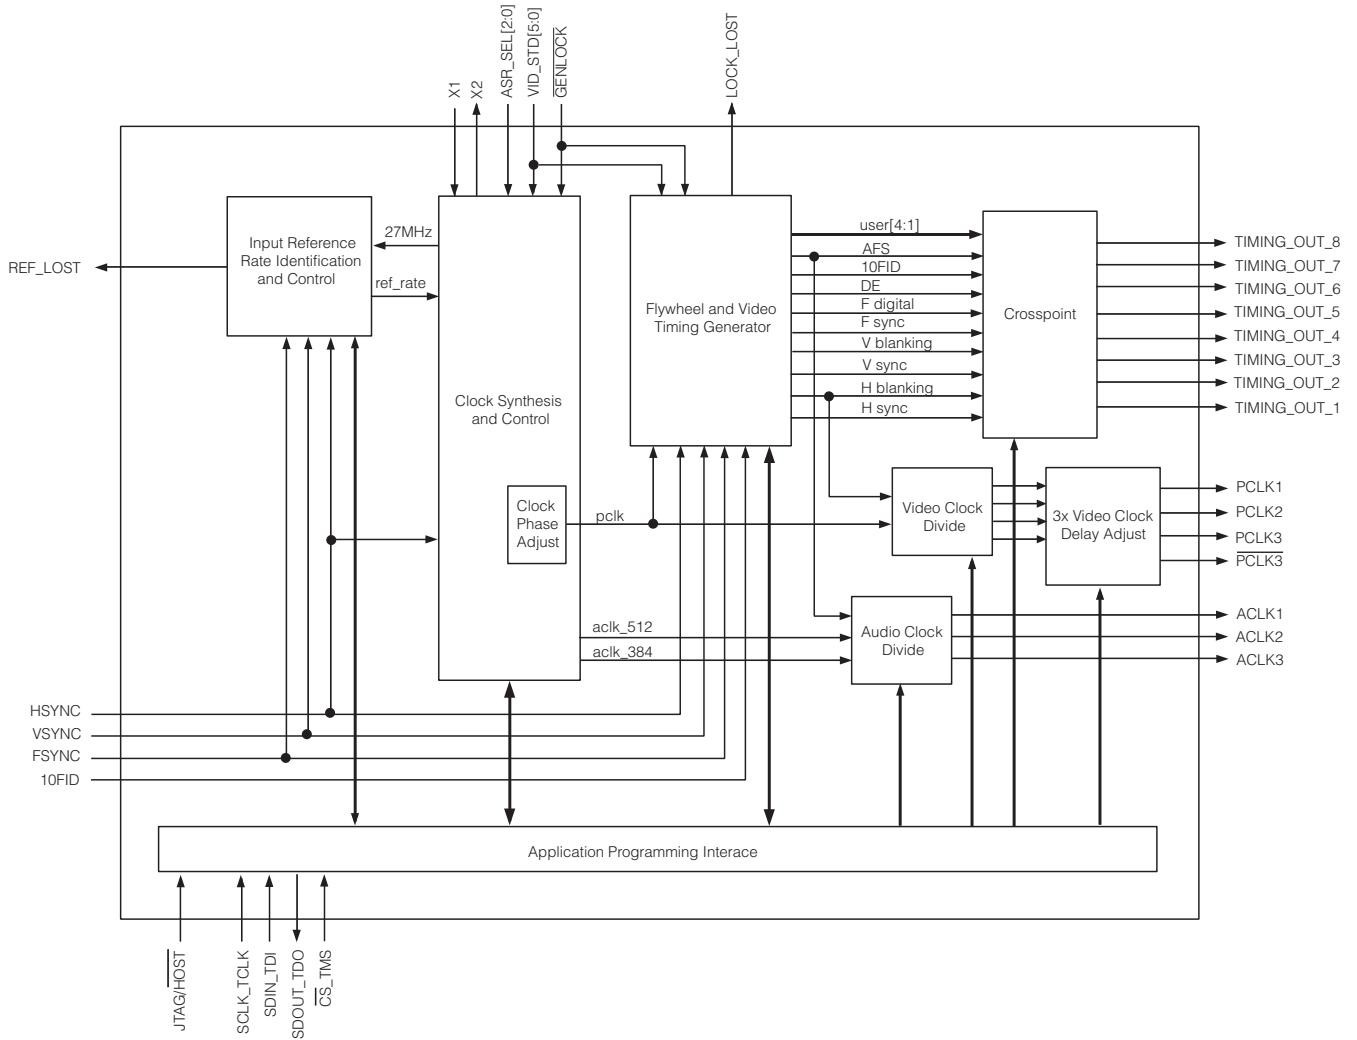 X1
X2
ASR_SEL[2:0]
VID_STD[5:0]
GENLOCK
LOCK_LOST
REF_LOST
Input Reference
Rate Identification
and Control
27MHz
ref_rate
Clock Synthesis
and Control
Clock
Phase
Adjust
pclk
aclk_512
aclk_384
Flywheel and Video
Timing Generator
user[4:1]
AFS
10FID
DE
F digital
F sync
V blanking
V sync
H blanking
H sync
Crosspoint
TIMING_OUT_8
TIMING_OUT_7
TIMING_OUT_6
TIMING_OUT_5
TIMING_OUT_4
TIMING_OUT_3
TIMING_OUT_2
TIMING_OUT_1
Video Clock
Divide
3x Video Clock
Delay Adjust
PCLK1
PCLK2
PCLK3
PCLK3
Audio Clock
Divide
ACLK1
ACLK2
ACLK3
HSYNC
VSYNC
FSYNC
10FID
Application Programming Interace
JTAG/HOST
SCLK_TCLK
SDIN_TDI
SDOUT_TDO
CS_TMS